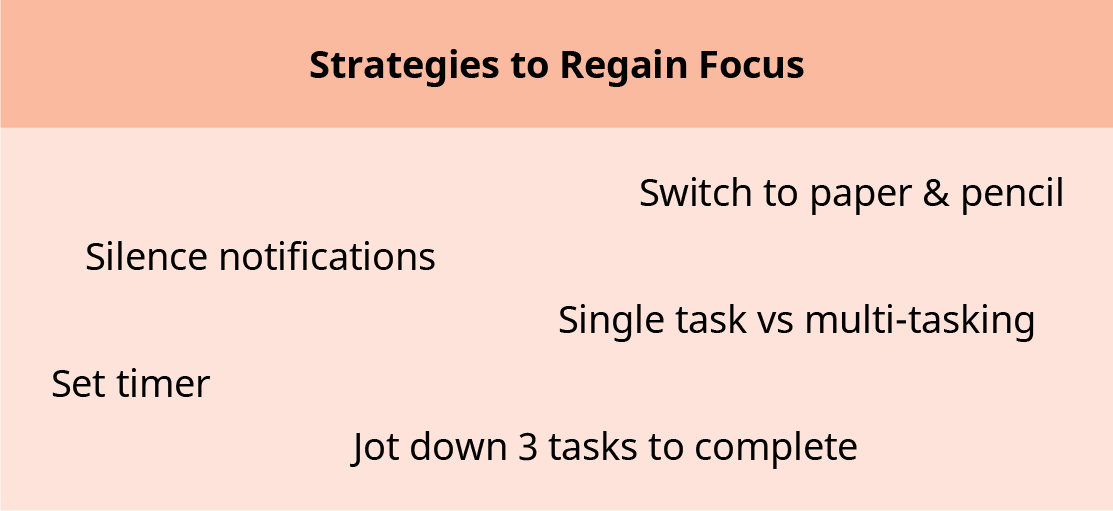 Strategies to Regain Focus
Switch to paper & pencil
Silence notifications
Single task vs multi-tasking
Set timer
Jot down 3 tasks to complete